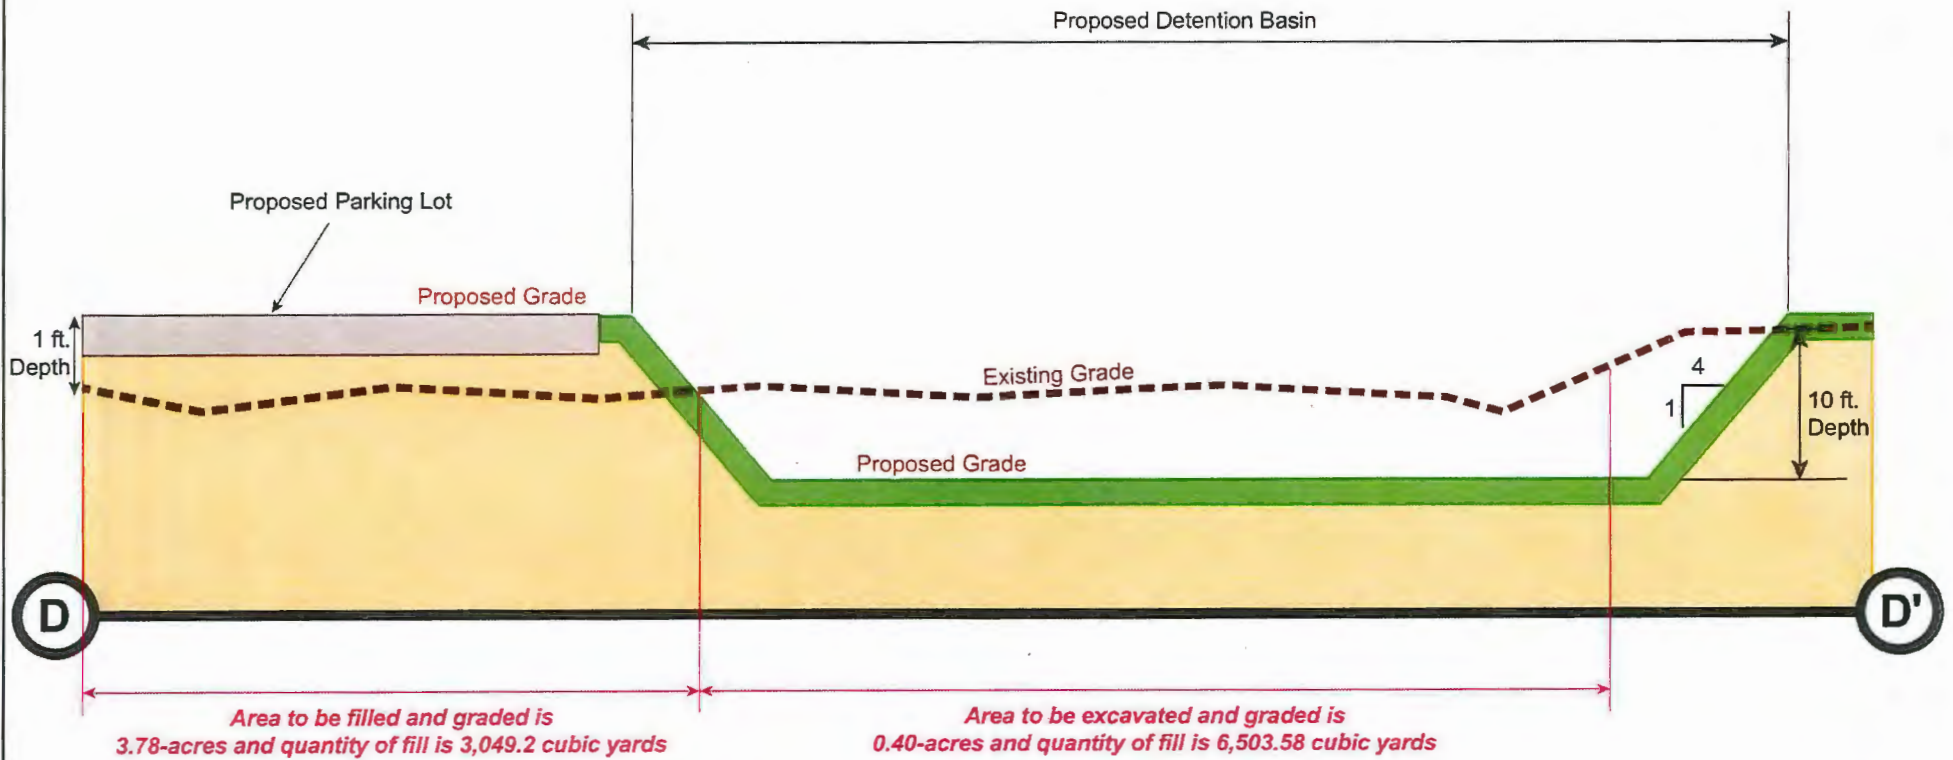 Proposed Detention Basin
Proposed Parking Lot
Proposed Grade
1 ft.
Depth
Existing Grade
4
1
10 ft.
Depth
Proposed Grade
D
D'
Area to be filled and graded is
3.78-acres and quantity of fill is 3,049.2 cubic yards
Area to be excavated and graded is
0.40-acres and quantity of fill is 6,503.58 cubic yards